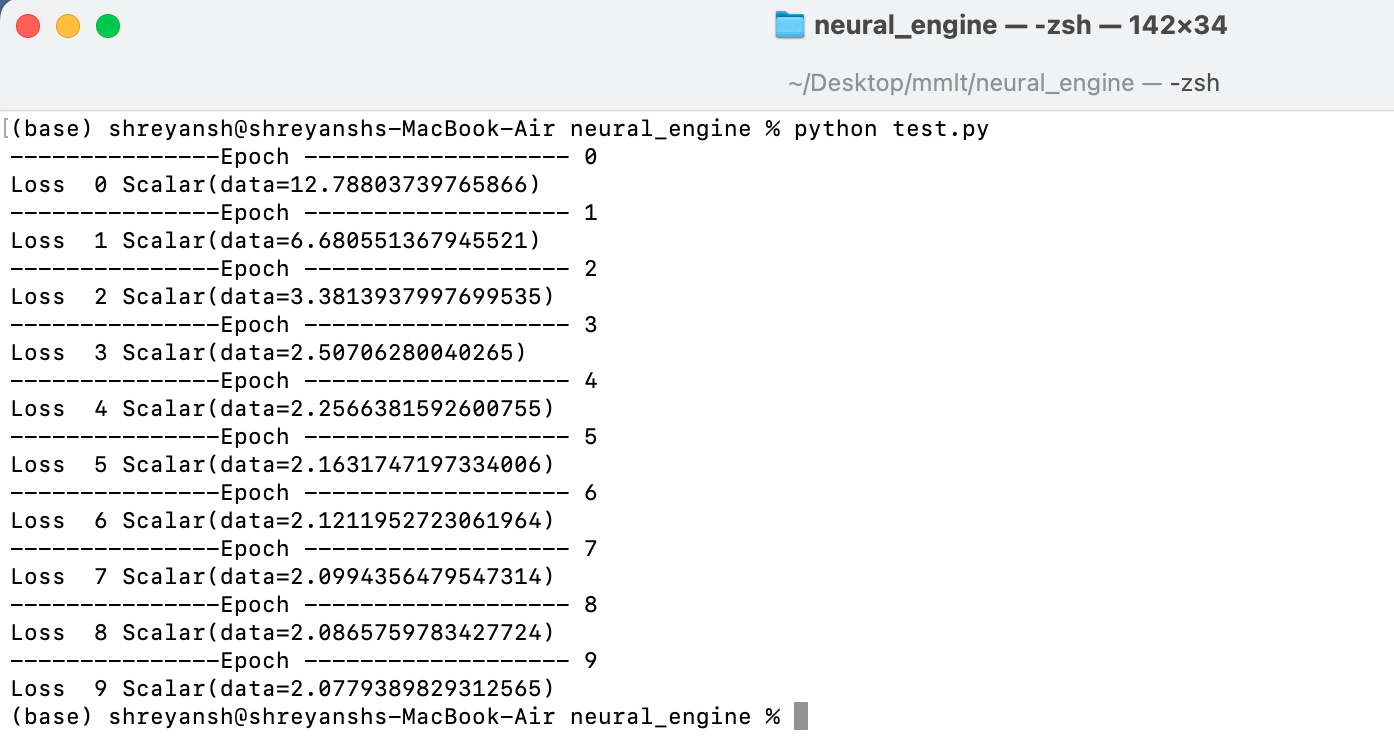 neural_engine — -zsh — 142×34
~/Desktop/mmlt/neural_engine — -zsh
[(base) shreyansh@shreyanshs-MacBook-Air neural_engine % python test.py
---------------Epoch ------------------- 0
Loss  0 Scalar(data=12.78803739765866)
---------------Epoch ------------------- 1
Loss  1 Scalar(data=6.680551367945521)
---------------Epoch ------------------- 2
Loss  2 Scalar(data=3.3813937997699535)
---------------Epoch ------------------- 3
Loss  3 Scalar(data=2.50706280040265)
---------------Epoch ------------------- 4
Loss  4 Scalar(data=2.2566381592600755)
---------------Epoch ------------------- 5
Loss  5 Scalar(data=2.1631747197334006)
---------------Epoch ------------------- 6
Loss  6 Scalar(data=2.1211952723061964)
---------------Epoch ------------------- 7
Loss  7 Scalar(data=2.0994356479547314)
---------------Epoch ------------------- 8
Loss  8 Scalar(data=2.0865759783427724)
---------------Epoch ------------------- 9
Loss  9 Scalar(data=2.0779389829312565)
(base) shreyansh@shreyanshs-MacBook-Air neural_engine %